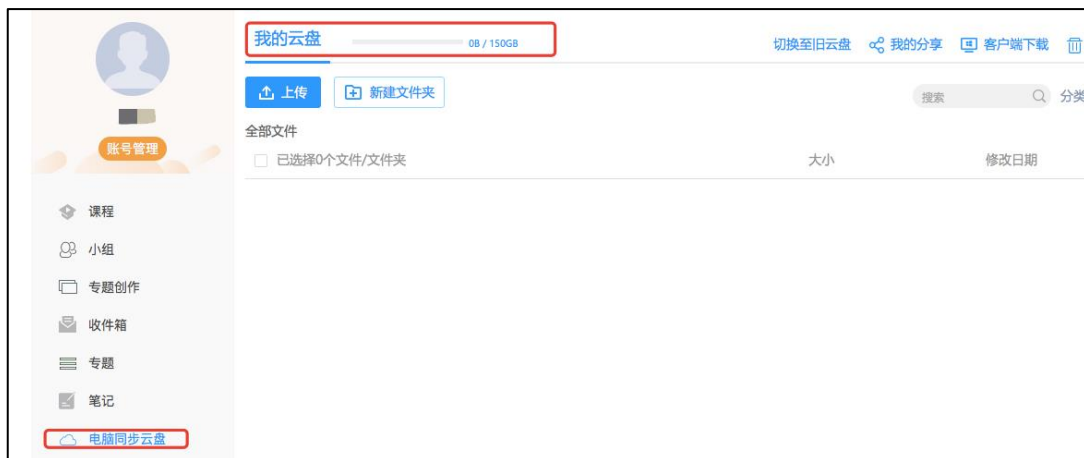 我的云盘 0B / 150GB 切换至旧云盘 我的分享 客户端下载
上传 新建文件夹 搜索 分类
账号管理
全部文件
已选择0个文件/文件夹 大小 修改日期
课程
小组
专题创作
收件箱
专题
笔记
电脑同步云盘